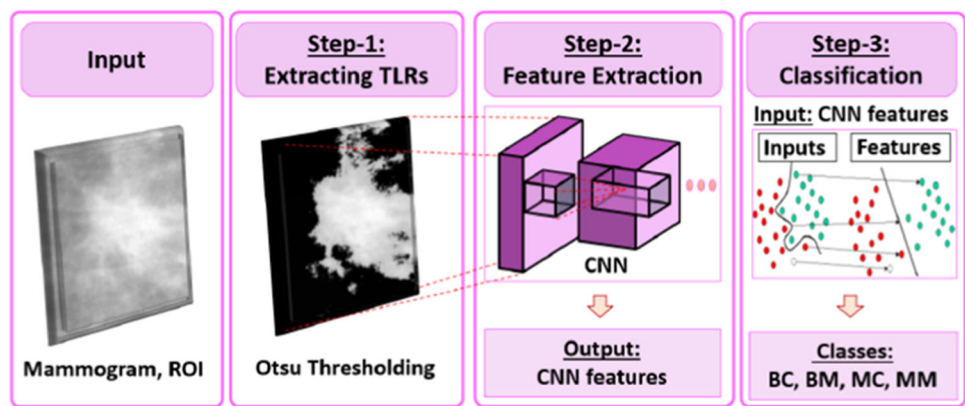 Input
Mammogram, ROI
Step-1:
Extracting TLRs
Otsu Thresholding
Step-2:
Feature Extraction
CNN
Output:
CNN features
Step-3:
Classification
Input: CNN features
Inputs Features
Classes:
BC, BM, MC, MM